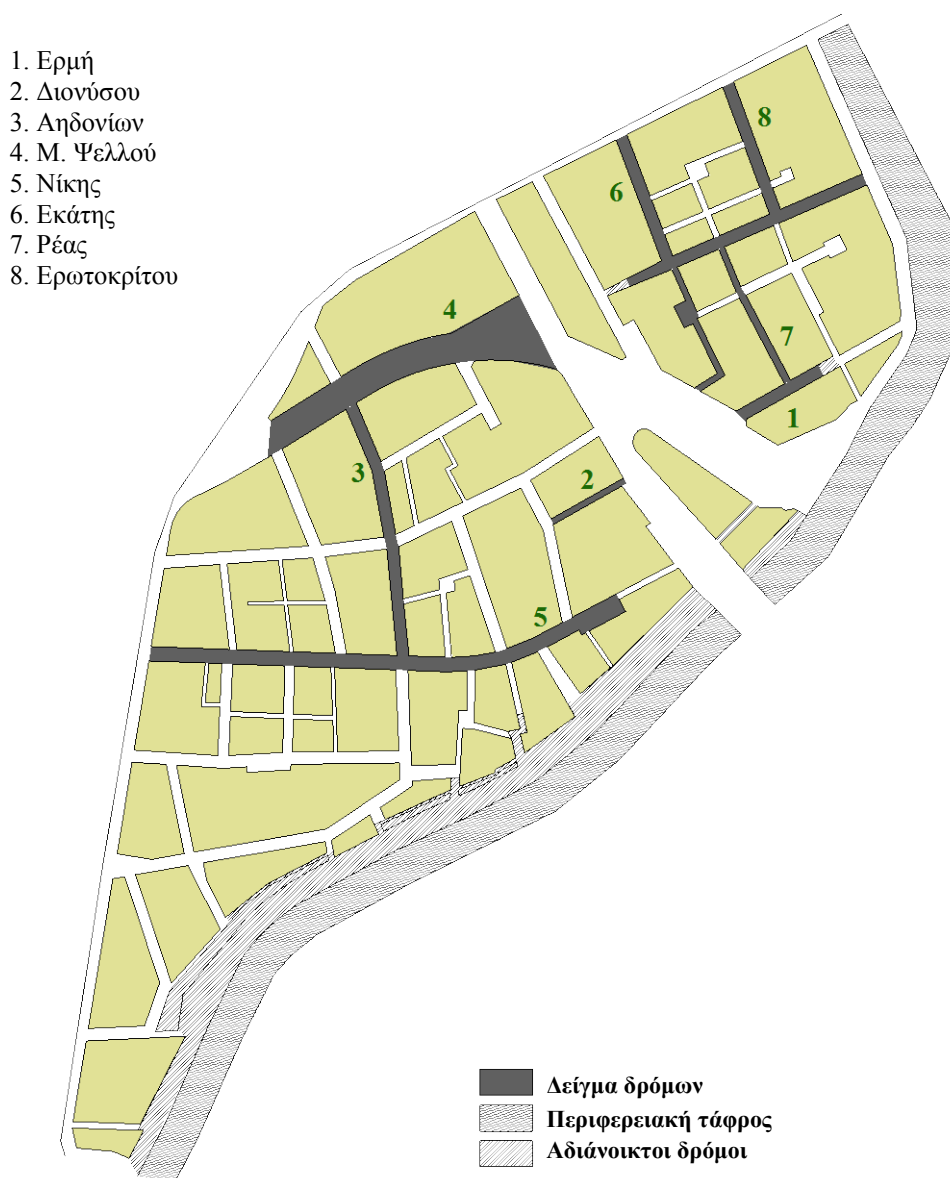 1. Ερμή
2. Διονύσου
3. Αηδονίων
4. Μ. Ψελλού
5. Νίκης
6. Εκάτης
7. Ρέας
8. Ερωτοκρίτου
8
6
4
7
1
3
2
5
Δείγμα δρόμων
Περιφερειακή τάφρος
Αδιάνοικτοι δρόμοι